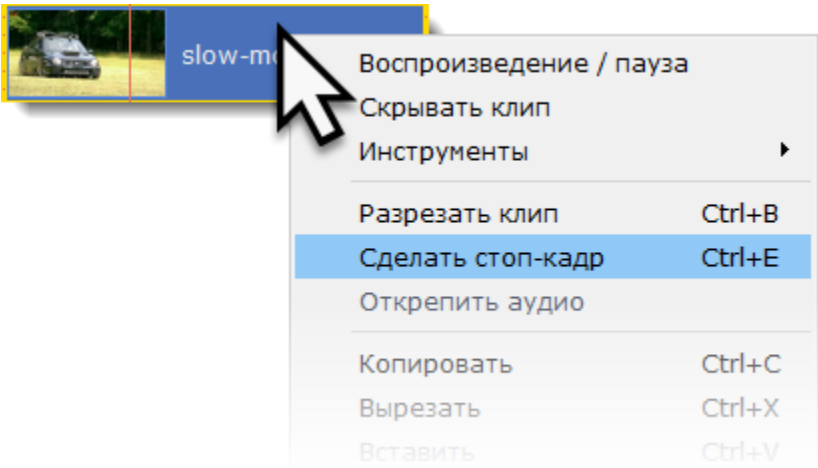 slow-mo
Воспроизведение / пауза
Скрывать клип
Инструменты
Разрезать клип Ctrl+B
Сделать стоп-кадр Ctrl+E
Открепить аудио
Копировать Ctrl+C
Вырезать Ctrl+X
Вставить Ctrl+V